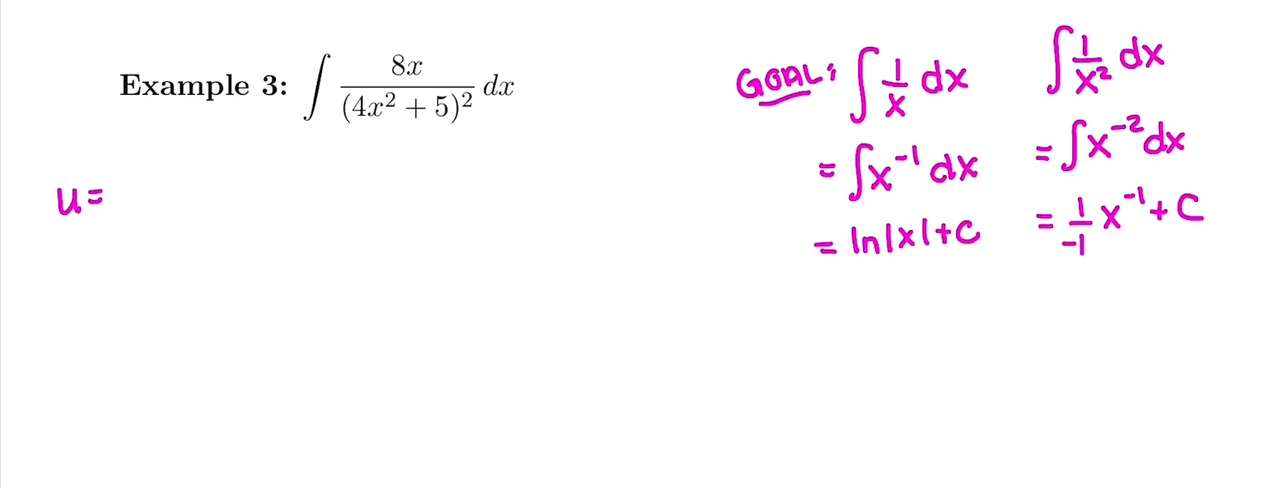 Example 3: ∫ 8x/(4x² + 5)² dx
u=
GOAL: ∫ 1/x dx
= ∫x⁻¹ dx
= ln|x|+C
∫ 1/x² dx
= ∫x⁻² dx
= 1/-1 x⁻¹ + C